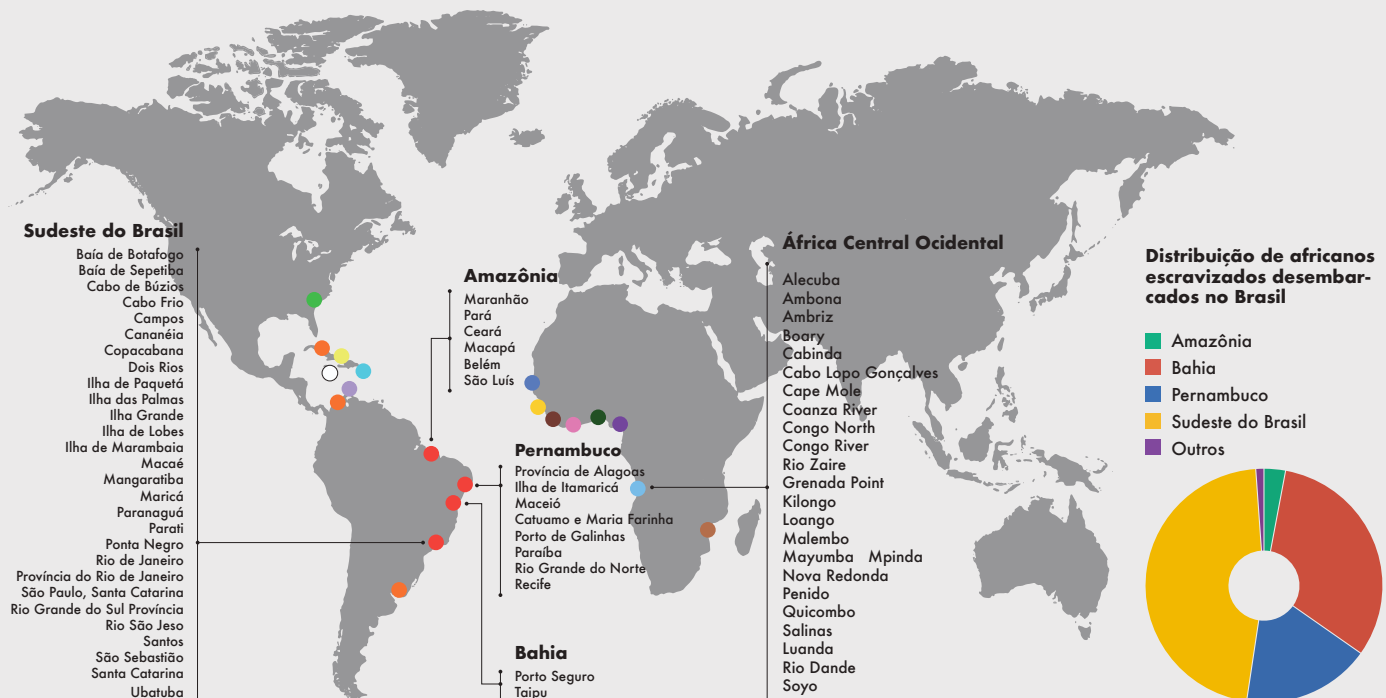 Sudeste do Brasil
Baía de Botafogo
Baía de Sepetiba
Cabo de Búzios
Cabo Frio
Campos
Cananéia
Copacabana
Dois Rios
Ilha de Paquetá
Ilha das Palmas
Ilha Grande
Ilha de Lobes
Ilha de Marambaia
Macaé
Mangaratiba
Maricá
Paranaguá
Parati
Ponta Negro
Rio de Janeiro
Província do Rio de Janeiro
São Paulo, Santa Catarina
Rio Grande do Sul Província
Rio São Jeso
Santos
São Sebastião
Santa Catarina
Ubatuba
Amazônia
Maranhão
Pará
Ceará
Macapá
Belém
São Luís
Pernambuco
Província de Alagoas
Ilha de Itamaricá
Maceió
Catuamo e Maria Farinha
Porto de Galinhas
Paraíba
Rio Grande do Norte
Recife
Bahia
Porto Seguro
Taipu
África Central Ocidental
Alecuba
Ambona
Ambriz
Boary
Cabinda
Cabo Lopo Gonçalves
Cape Mole
Coanza River
Congo North
Congo River
Rio Zaire
Grenada Point
Kilongo
Loango
Malembo
Mayumba Mpinda
Nova Redonda
Penido
Quicombo
Salinas
Luanda
Rio Dande
Soyo
Distribuição de africanos
escravizados desembar-
cados no Brasil
Amazônia
Bahia
Pernambuco
Sudeste do Brasil
Outros